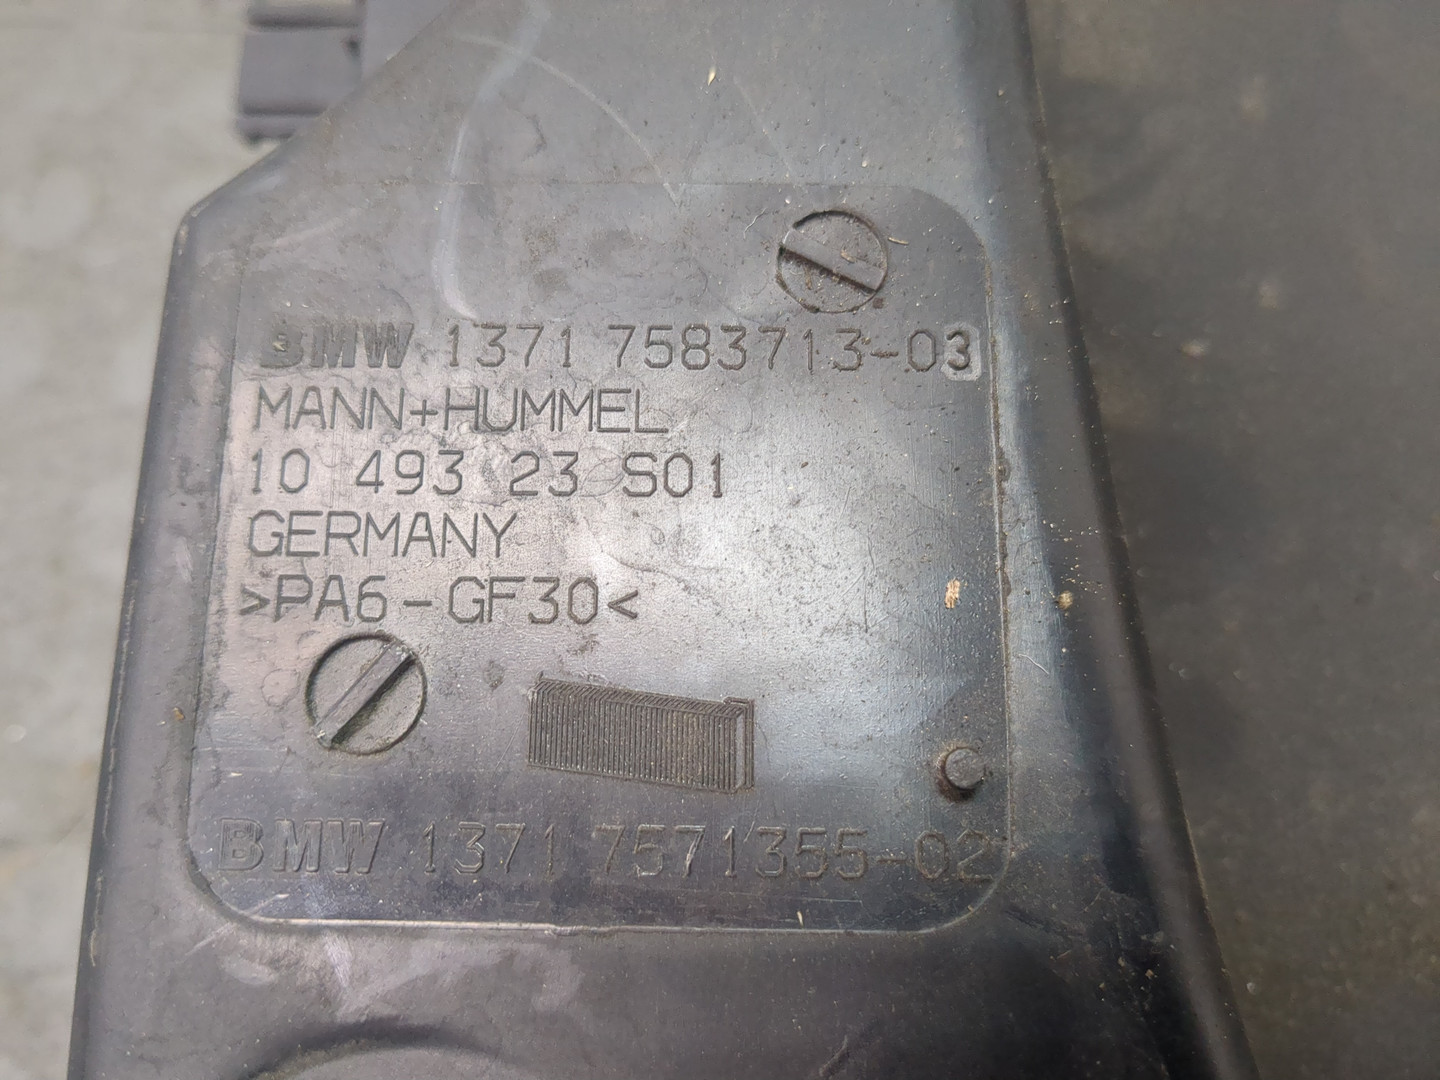 BMW 1371 7583713-03
MANN+HUMMEL
10 493 23 S01
GERMANY
>PA6-GF30<
BMW 1371 7571355-02